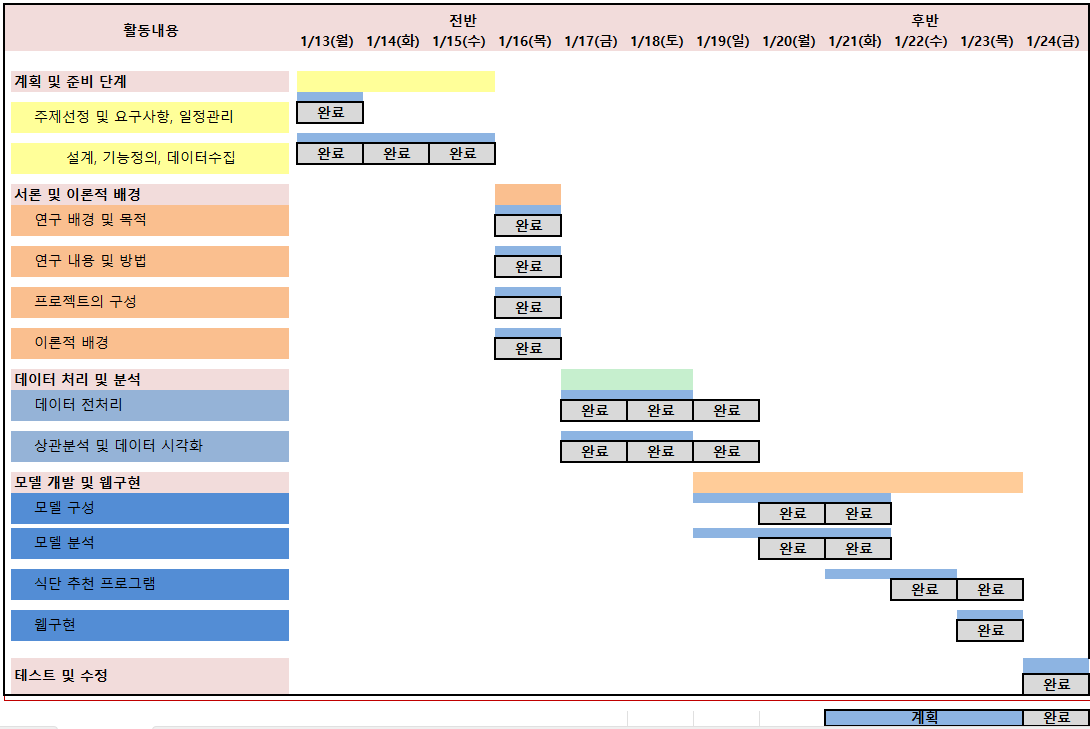 활동내용
전반
후반
1/13(월) 1/14(화) 1/15(수) 1/16(목) 1/17(금) 1/18(토) 1/19(일) 1/20(월) 1/21(화) 1/22(수) 1/23(목) 1/24(금)
계획 및 준비 단계
주제선정 및 요구사항, 일정관리 완료
설계, 기능정의, 데이터수집 완료 완료 완료
서론 및 이론적 배경
연구 배경 및 목적 완료
연구 내용 및 방법 완료
프로젝트의 구성 완료
이론적 배경 완료
데이터 처리 및 분석
데이터 전처리 완료 완료 완료
상관분석 및 데이터 시각화 완료 완료 완료
모델 개발 및 웹구현
모델 구성 완료 완료
모델 분석 완료 완료
식단 추천 프로그램 완료 완료
웹구현 완료
테스트 및 수정 완료
계획 완료